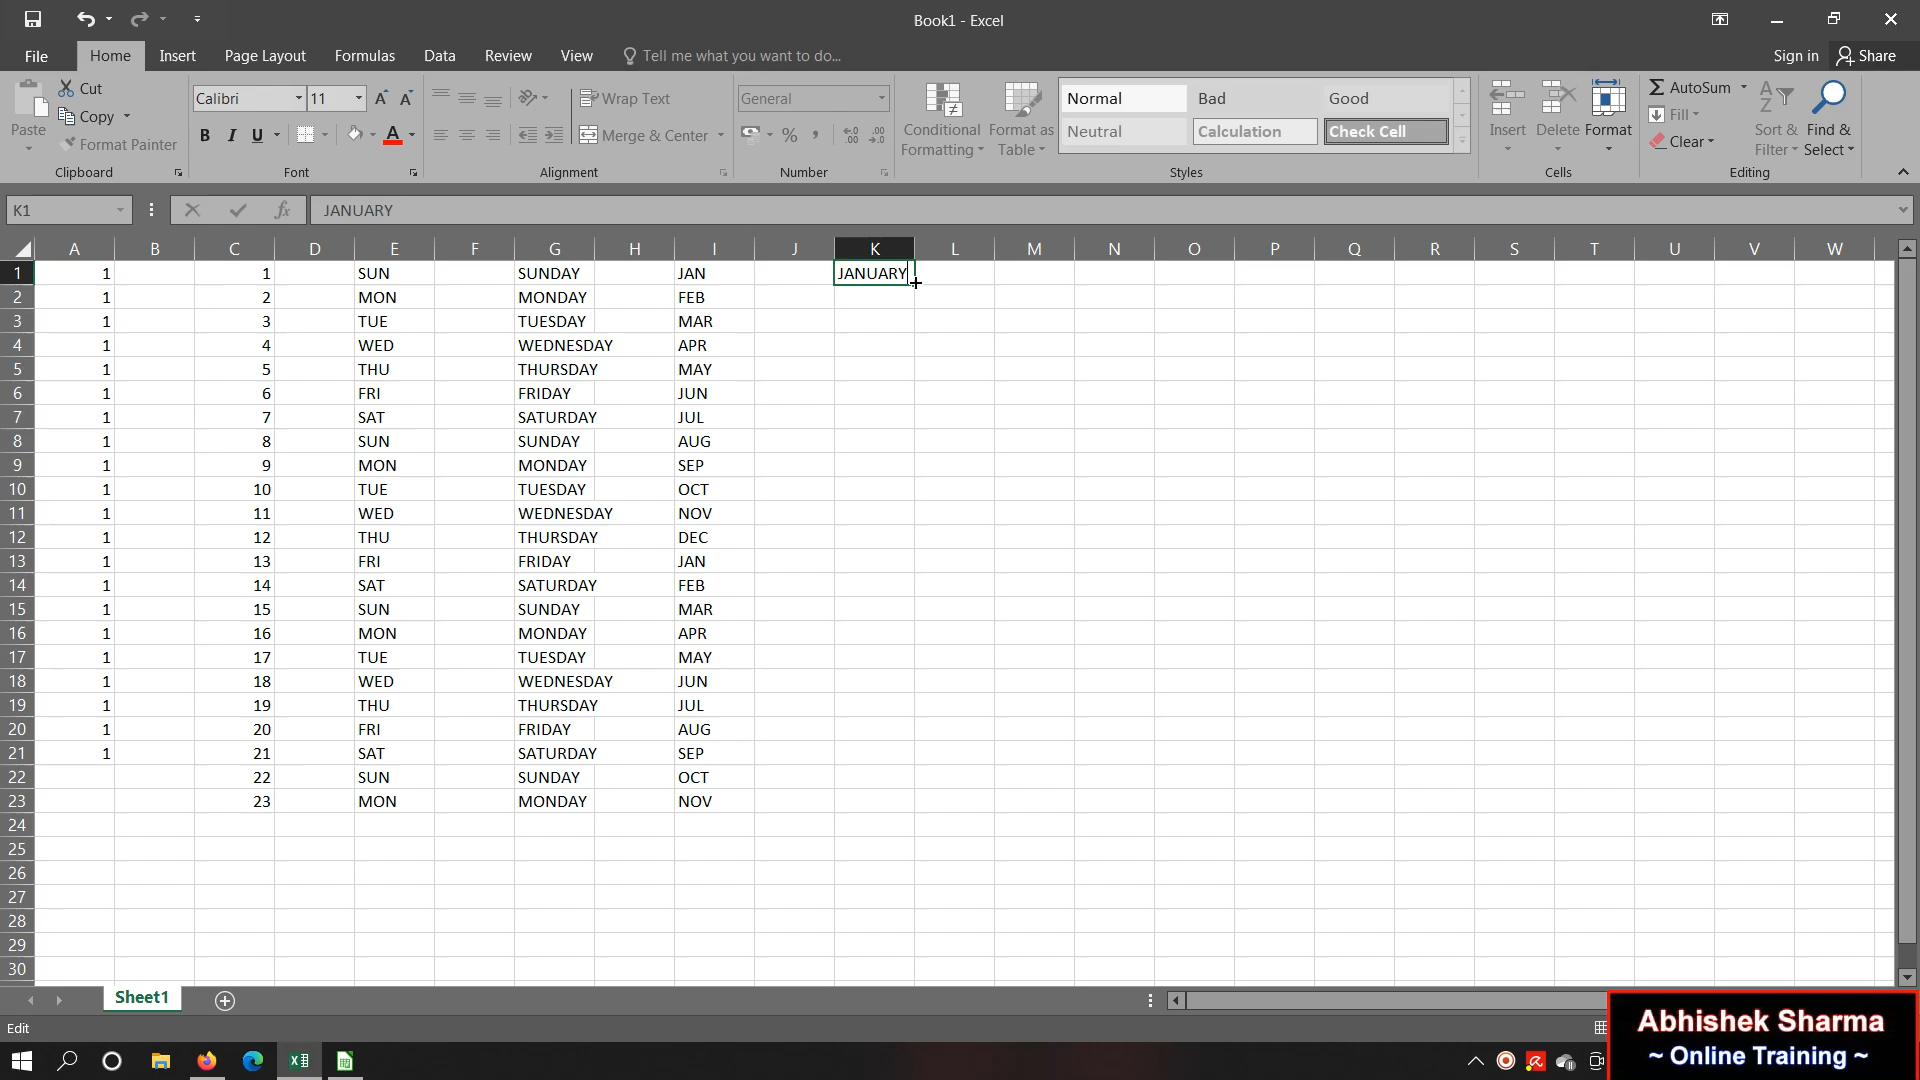 Book1 - Excel
File Home Insert Page Layout Formulas Data Review View Tell me what you want to do... Sign in Share
Paste Cut Copy Format Painter Clipboard
Calibri 11 A A B I U A Font
Wrap Text Merge & Center Alignment
General % , Number
Conditional Formatting Format as Table Normal Bad Good Neutral Calculation Check Cell Styles
Insert Delete Format Cells
AutoSum Fill Clear Sort & Filter Find & Select Editing
K1 fx JANUARY
A B C D E F G H I J K L M N O P Q R S T U V W
1 1 1 SUN SUNDAY JAN JANUARY
2 1 2 MON MONDAY FEB
3 1 3 TUE TUESDAY MAR
4 1 4 WED WEDNESDAY APR
5 1 5 THU THURSDAY MAY
6 1 6 FRI FRIDAY JUN
7 1 7 SAT SATURDAY JUL
8 1 8 SUN SUNDAY AUG
9 1 9 MON MONDAY SEP
10 1 10 TUE TUESDAY OCT
11 1 11 WED WEDNESDAY NOV
12 1 12 THU THURSDAY DEC
13 1 13 FRI FRIDAY JAN
14 1 14 SAT SATURDAY FEB
15 1 15 SUN SUNDAY MAR
16 1 16 MON MONDAY APR
17 1 17 TUE TUESDAY MAY
18 1 18 WED WEDNESDAY JUN
19 1 19 THU THURSDAY JUL
20 1 20 FRI FRIDAY AUG
21 1 21 SAT SATURDAY SEP
22 22 SUN SUNDAY OCT
23 23 MON MONDAY NOV
24
25
26
27
28
29
30
Sheet1
Edit
Abhishek Sharma
~ Online Training ~